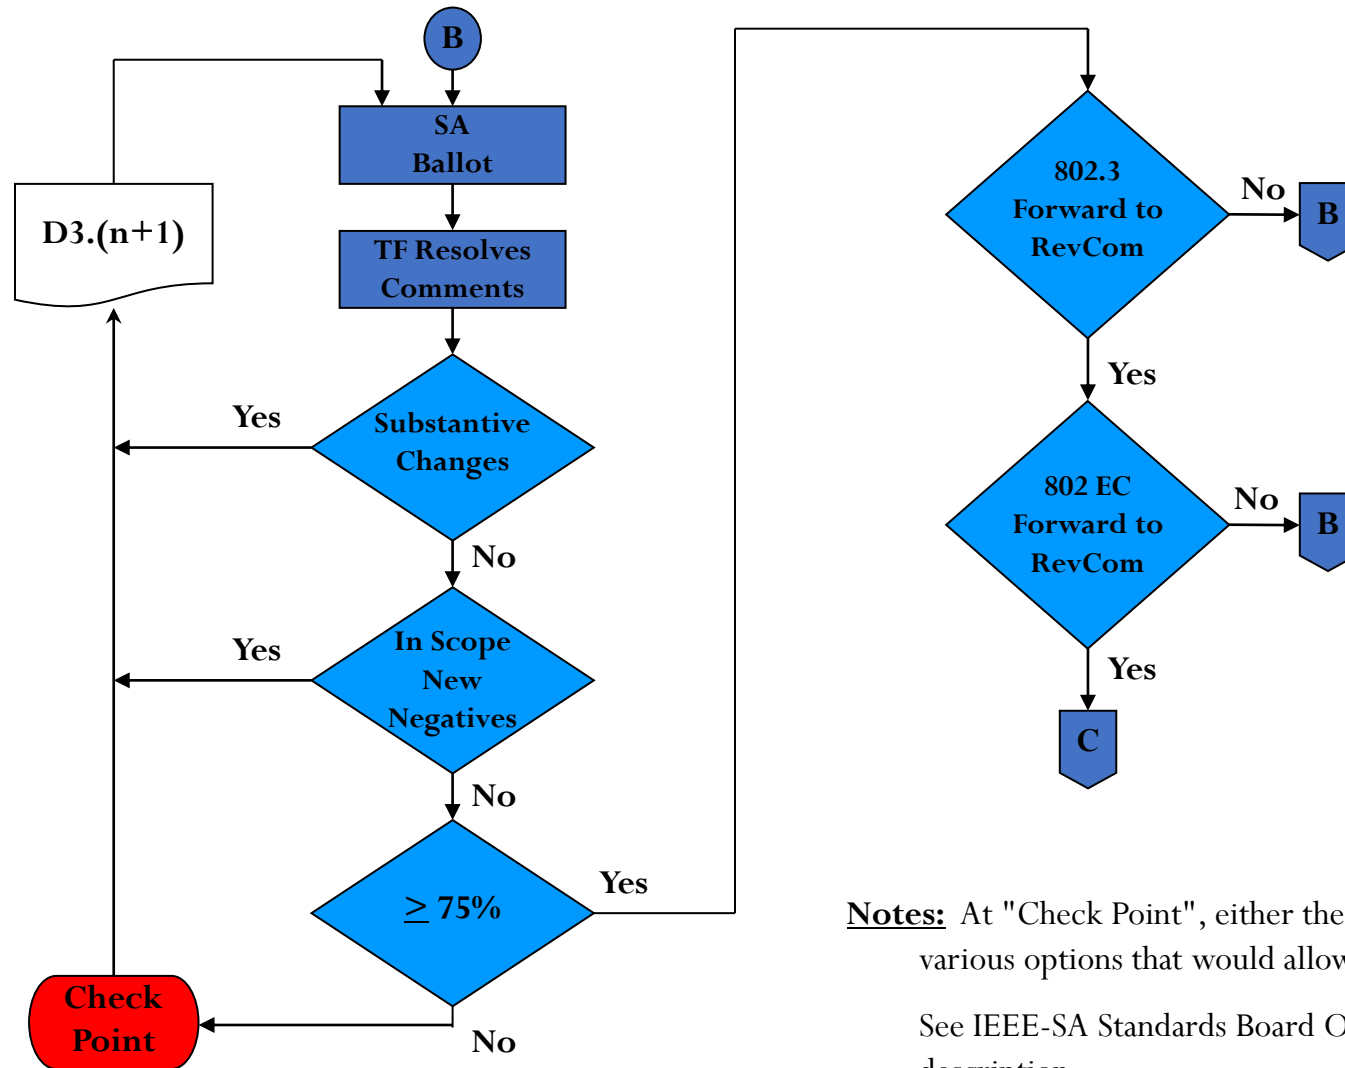 B
SA
Ballot
D3.(n+1)
TF Resolves
Comments
Substantive
Changes
Yes
No
In Scope
New
Negatives
Yes
No
≥ 75%
Yes
No
Check
Point
802.3
Forward to
RevCom
No
B
Yes
802 EC
Forward to
RevCom
No
B
Yes
C
Notes: At "Check Point", either the
various options that would allow
See IEEE-SA Standards Board O